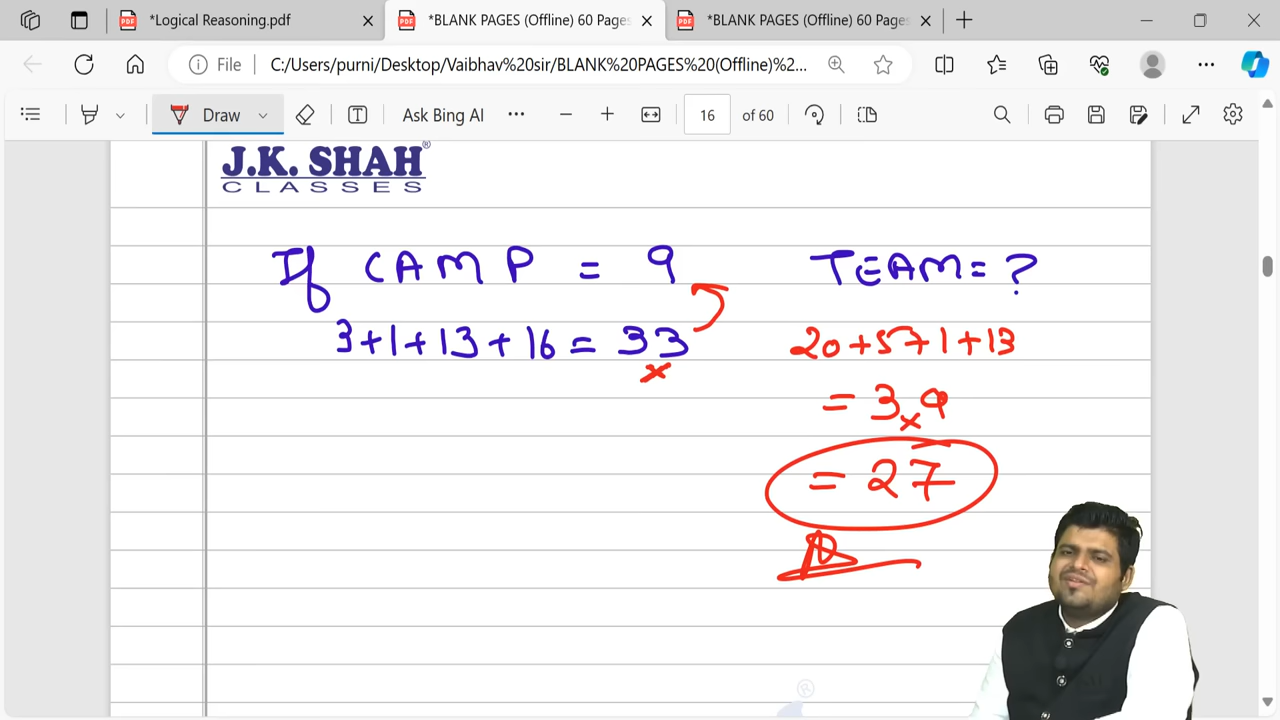 *Logical Reasoning.pdf
*BLANK PAGES (Offline) 60 Pages
*BLANK PAGES (Offline) 60 Pages
File
C:/Users/purni/Desktop/Vaibhav%20sir/BLANK%20PAGES%20(Offline)%2...
Draw
Ask Bing AI
16
of 60
J.K. SHAH®
CLASSES
If CAMP = 9
TEAM = ?
3+1+13+16 = 33
20+5+1+13
x
= 39
x
= 27